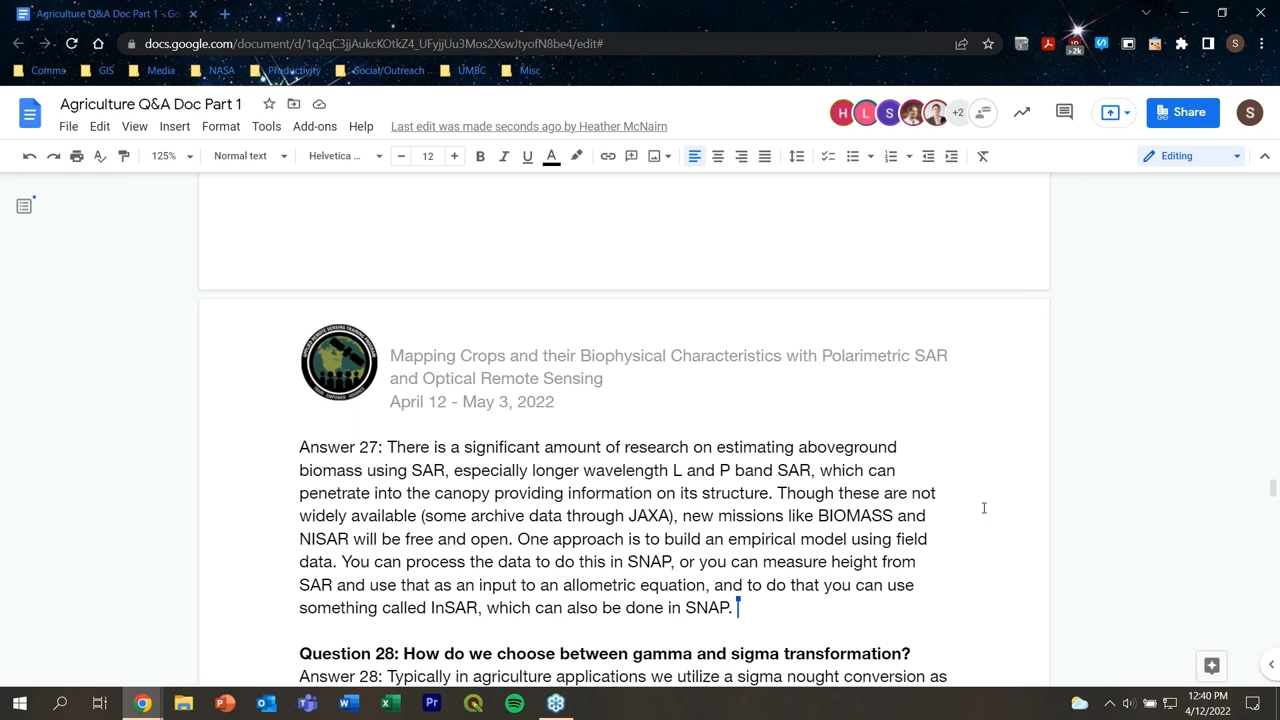 Agriculture Q&A Doc Part 1 - Go
docs.google.com/document/d/1q2qC3jjAukcKOtkZ4_UFyjjUu3Mos2XswJtyofN8be4/edit#
>2k
S
Comms GIS Media NASA Productivity Social/Outreach UMBC Misc
Agriculture Q&A Doc Part 1
H L S +2 Share S
File Edit View Insert Format Tools Add-ons Help Last edit was made seconds ago by Heather McNairn
125% Normal text Helvetica ... 12 B I U A Editing
Mapping Crops and their Biophysical Characteristics with Polarimetric SAR
and Optical Remote Sensing
April 12 - May 3, 2022
Answer 27: There is a significant amount of research on estimating aboveground
biomass using SAR, especially longer wavelength L and P band SAR, which can
penetrate into the canopy providing information on its structure. Though these are not
widely available (some archive data through JAXA), new missions like BIOMASS and
NISAR will be free and open. One approach is to build an empirical model using field
data. You can process the data to do this in SNAP, or you can measure height from
SAR and use that as an input to an allometric equation, and to do that you can use
something called InSAR, which can also be done in SNAP.
Question 28: How do we choose between gamma and sigma transformation?
Answer 28: Typically in agriculture applications we utilize a sigma nought conversion as
12:40 PM
4/12/2022